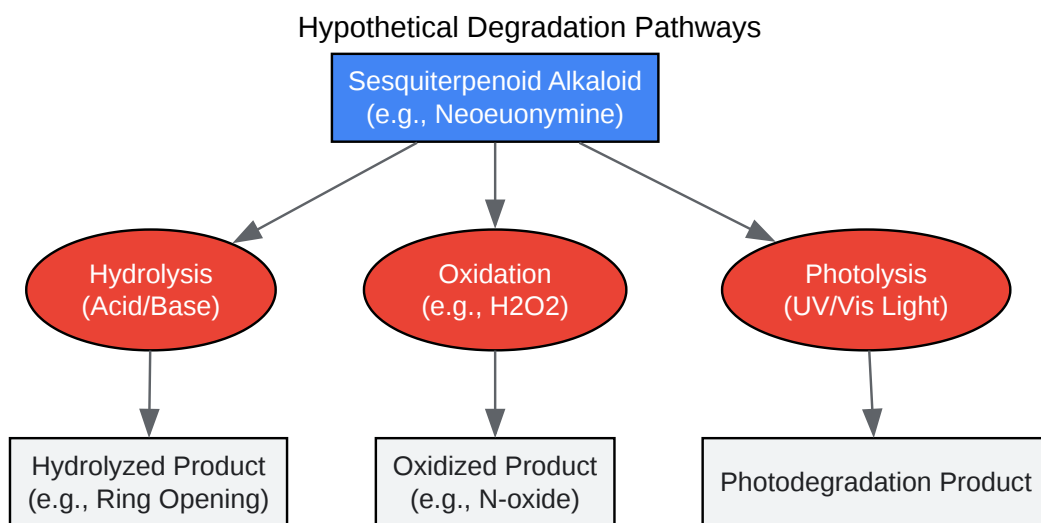 Hypothetical Degradation Pathways
Sesquiterpenoid Alkaloid
(e.g., Neoeuonymine)
Hydrolysis
(Acid/Base)
Oxidation
(e.g., H2O2)
Photolysis
(UV/Vis Light)
Hydrolyzed Product
(e.g., Ring Opening)
Oxidized Product
(e.g., N-oxide)
Photodegradation Product